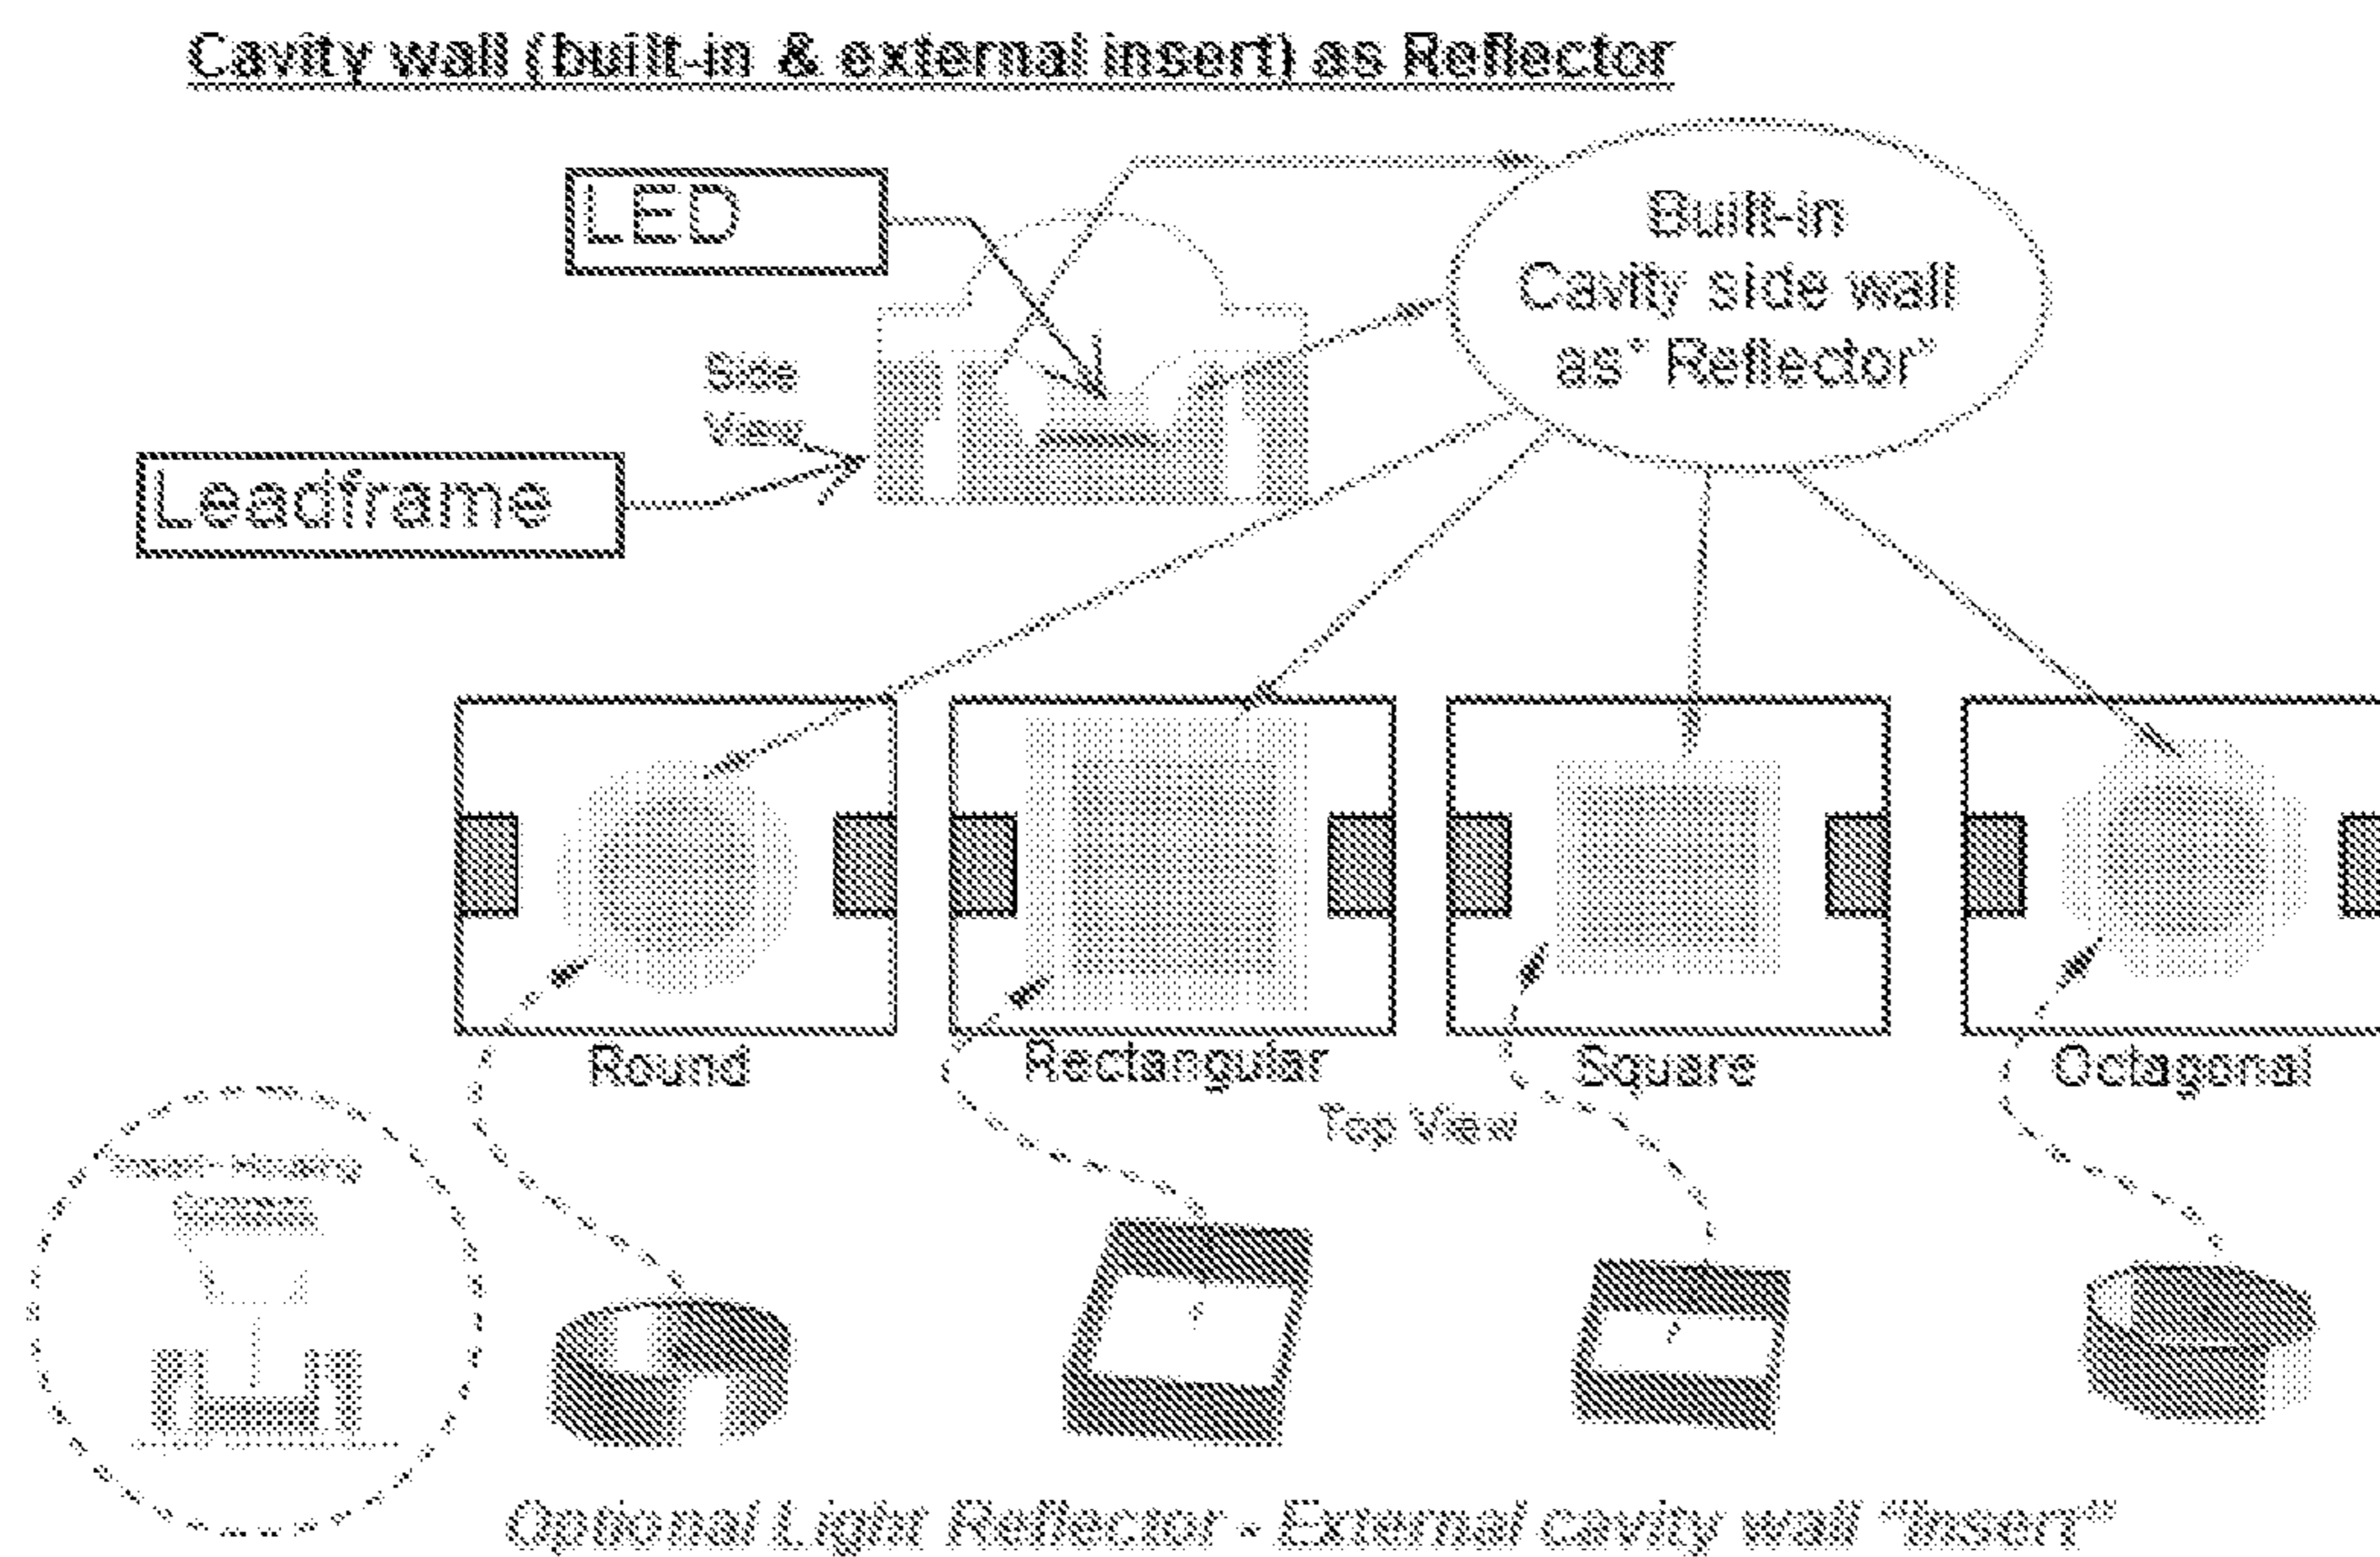 Cavity wall (built-in & external insert) as Reflector
LED
Built-in
Cavity side wall
as" Reflector"
Side
View
Leadframe
Round
Rectangular
Square
Octagonal
Top View
Optional Light Reflector - External cavity wall "Insert"